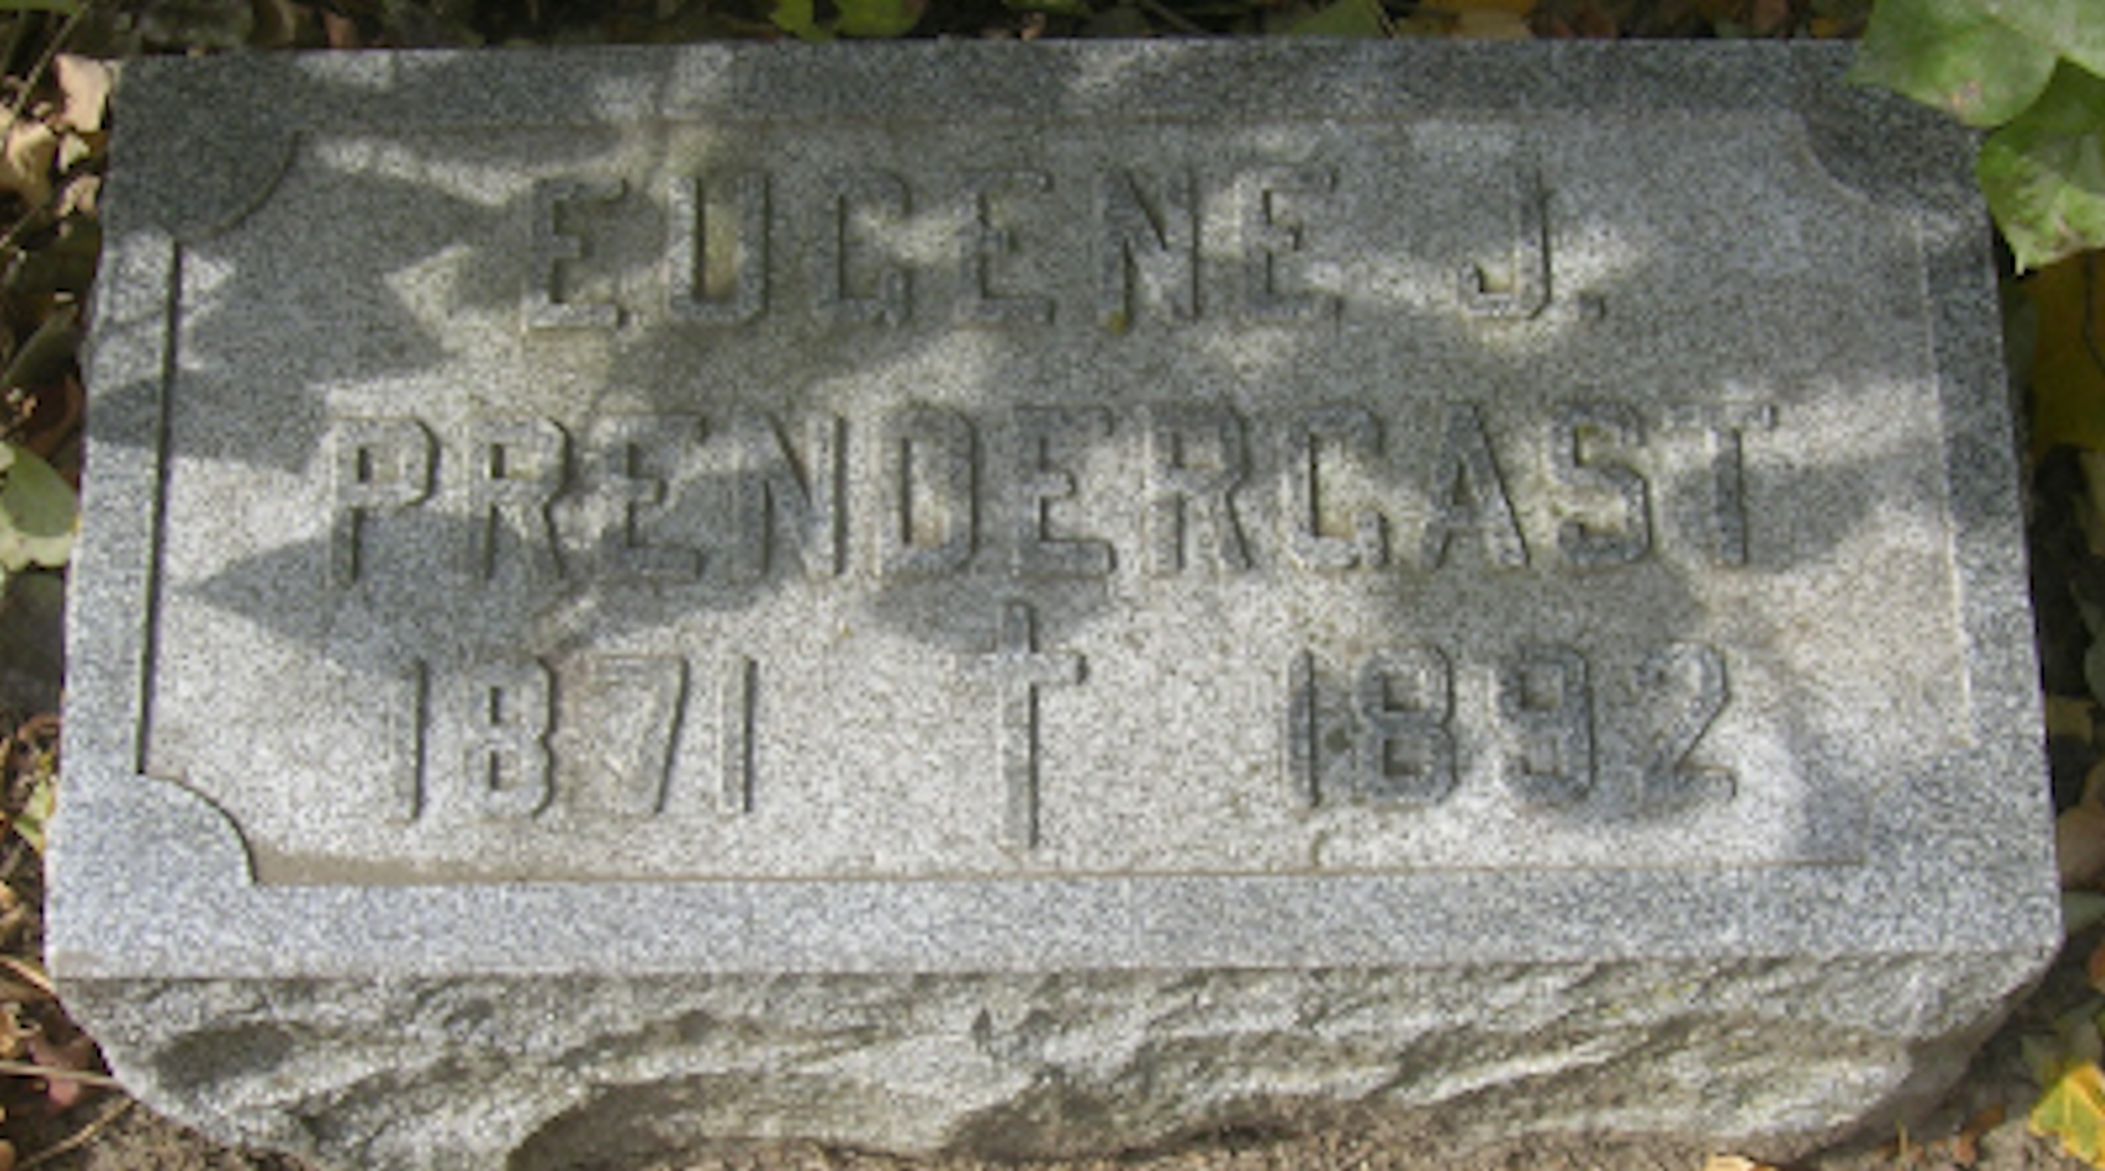 EUGENE J.
PRENDERGAST
1871 1892